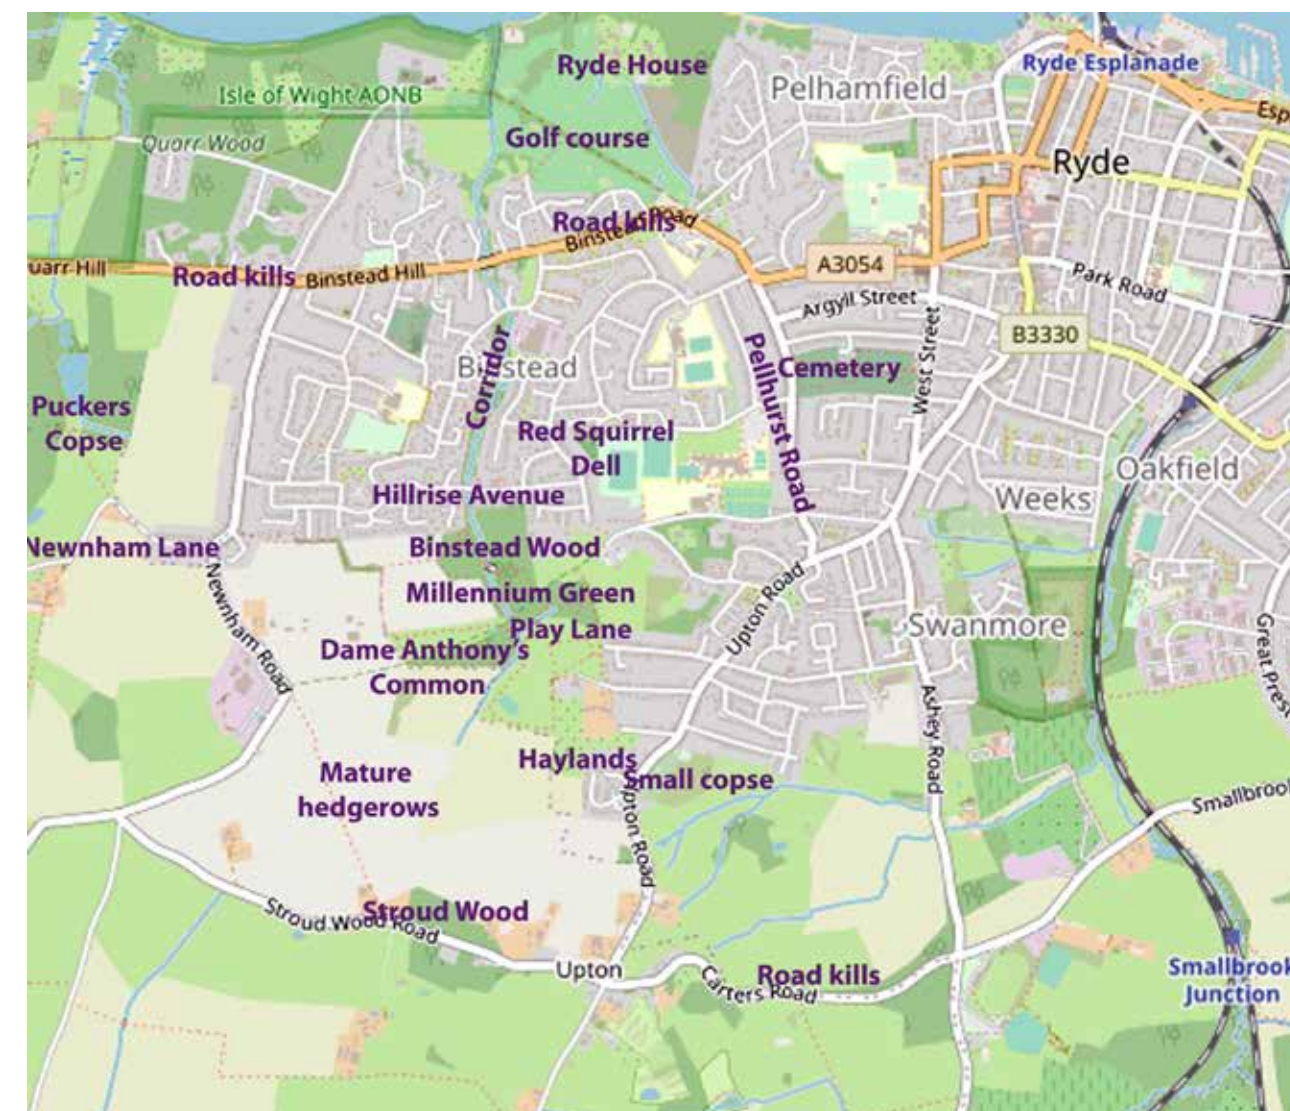 Ryde House
Pelhamfield
Ryde Esplanade
Isle of Wight AONB
Esp
Golf course
Quarr Wood
Ryde
Road kills
Binstead Road
uarr Hill
Road kills
Binstead Hill
A3054
Park Road
Argyll Street
B3330
West Street
Pellhurst Road
Cemetery
Binstead
Corridor
Puckers
Copse
Red Squirrel
Dell
Oakfield
Weeks
Hillrise Avenue
Newnham Lane
Binstead Wood
Newnham Road
Millennium Green
Upton Road
Play Lane
Swanmore
Great Prest
Dame Anthony's
Common
Ashey Road
Haylands
Small copse
Mature
hedgerows
Upton Road
Smallbrook
Stroud Wood
Stroud Wood Road
Upton
Carters Road
Road kills
Smallbrook
Junction